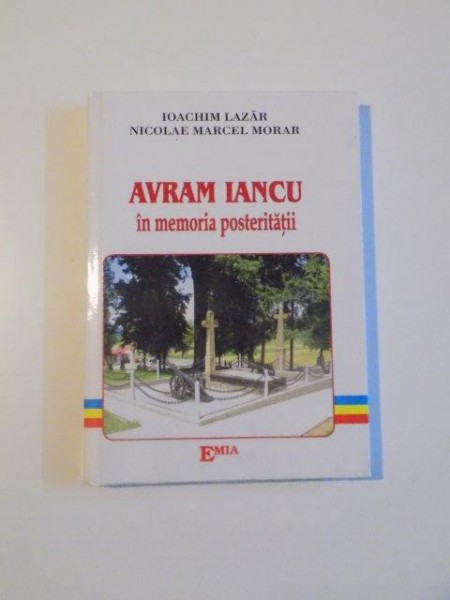 IOACHIM LAZĂR
NICOLAE MARCEL MORAR
AVRAM IANCU
în memoria posterității
EMIA